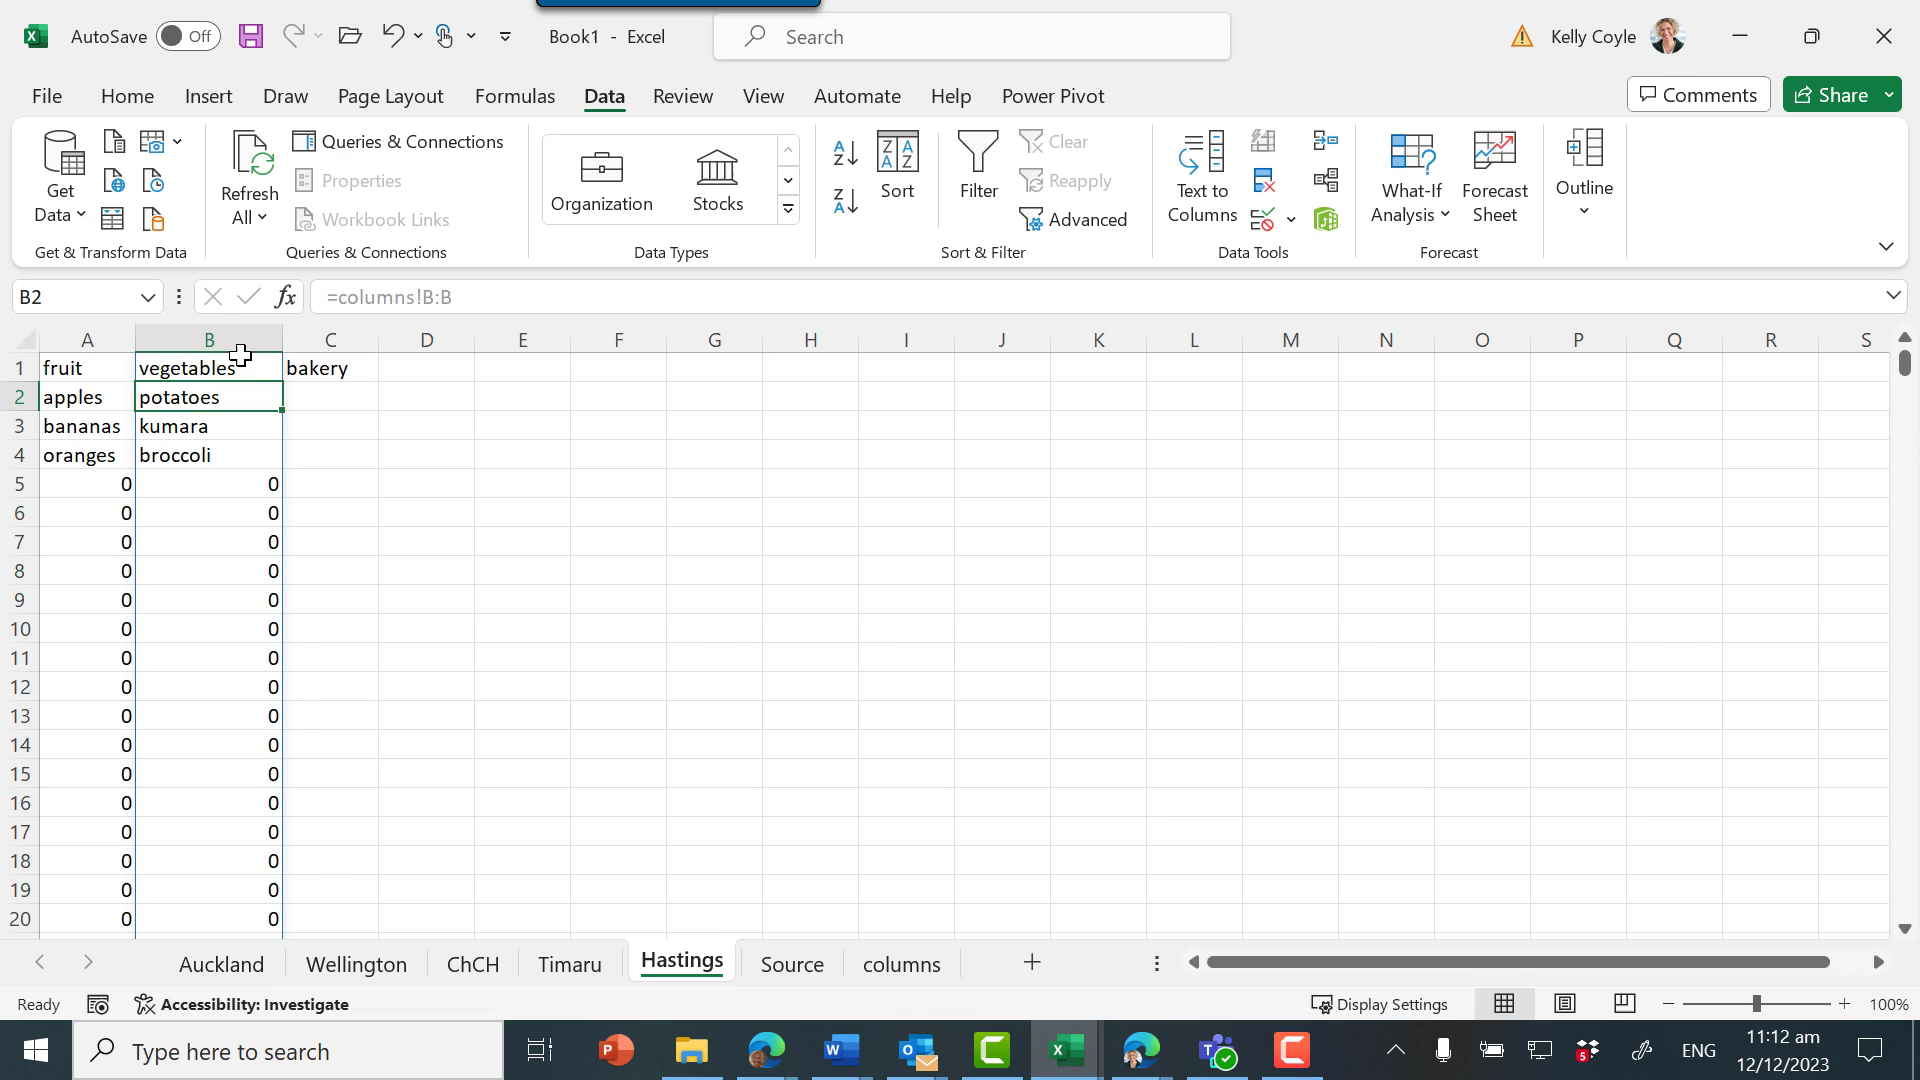 AutoSave Off Book1 - Excel Search Kelly Coyle
File Home Insert Draw Page Layout Formulas Data Review View Automate Help Power Pivot Comments Share
Get Data
Get & Transform Data
Refresh All
Queries & Connections
Properties
Workbook Links
Queries & Connections
Organization Stocks
Data Types
Sort
Filter
Clear
Reapply
Advanced
Sort & Filter
Text to Columns
Data Tools
What-If Analysis
Forecast Sheet
Forecast
Outline
B2 fx =columns!B:B
A B C D E F G H I J K L M N O P Q R S
1 fruit vegetables bakery
2 apples potatoes
3 bananas kumara
4 oranges broccoli
5 0 0
6 0 0
7 0 0
8 0 0
9 0 0
10 0 0
11 0 0
12 0 0
13 0 0
14 0 0
15 0 0
16 0 0
17 0 0
18 0 0
19 0 0
20 0 0
Auckland Wellington ChCH Timaru Hastings Source columns
Ready Accessibility: Investigate Display Settings 100%
Type here to search ENG 11:12 am
12/12/2023